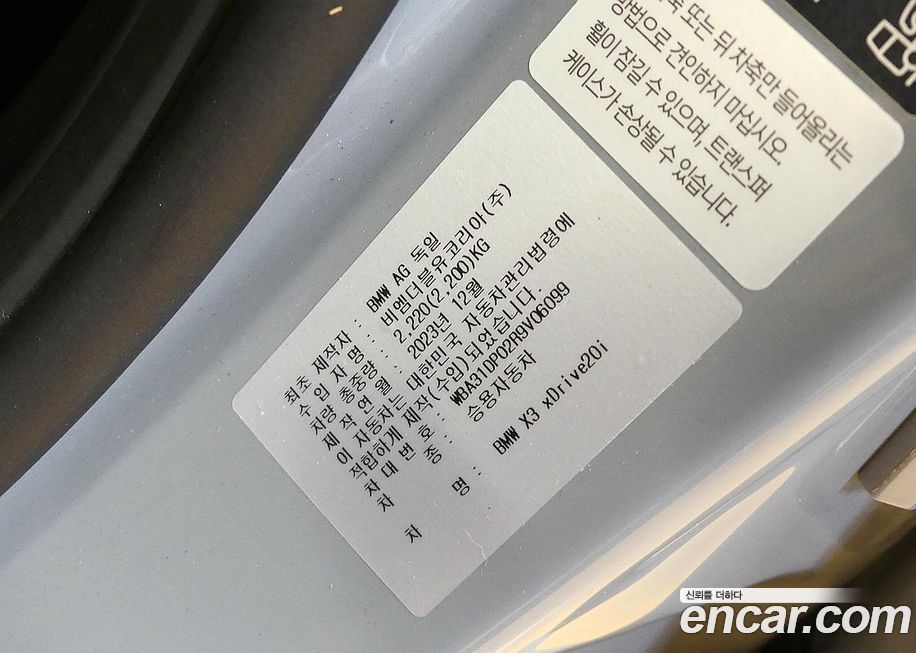 축 또는 뒤 차축만 들어올리는
방법으로 견인하지 마십시오.
휠이 잠길 수 있으며, 트랜스퍼
케이스가 손상될 수 있습니다.
최초 제작자 : BMW AG 독일
수 입 자 명 : 비엠더블유코리아(주)
차량 총중량 : 2,220(2,200)KG
제 작 연 월 : 2023년 12월
이 자동차는 대한민국 자동차관리법령에
적합하게 제작(수입)되었습니다.
차 대 번 호 : WBA31DP02R9V06099
차 종 : 승용자동차
차 명 : BMW X3 xDrive20i
신뢰를 더하다
encar.com